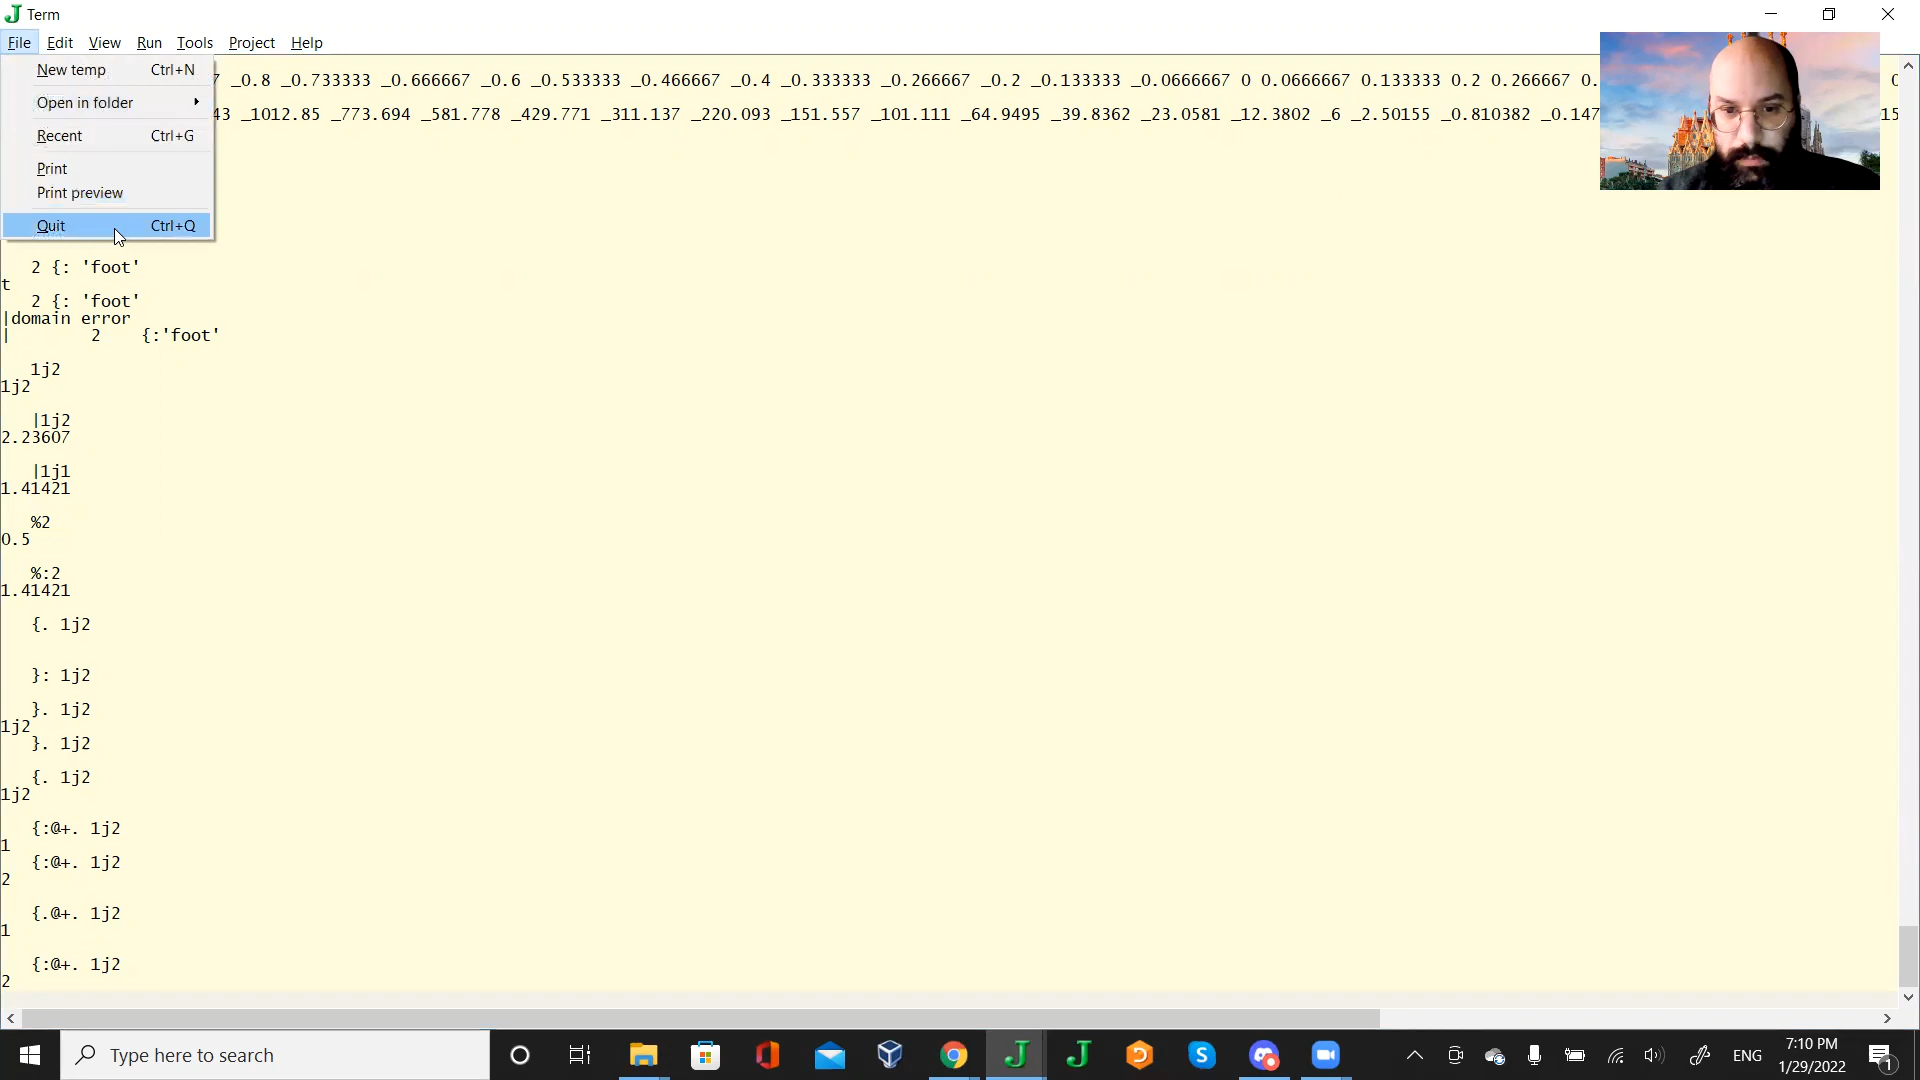 Term
File Edit View Run Tools Project Help
New temp Ctrl+N
_0.8 _0.733333 _0.666667 _0.6 _0.533333 _0.466667 _0.4 _0.333333 _0.266667 _0.2 _0.133333 _0.0666667 0 0.0666667 0.133333 0.2 0.266667 0.
Open in folder
43 _1012.85 _773.694 _581.778 _429.771 _311.137 _220.093 _151.557 _101.111 _64.9495 _39.8362 _23.0581 _12.3802 _6 _2.50155 _0.810382 _0.147 15
Recent Ctrl+G
Print
Print preview
Quit Ctrl+Q
2 {: 'foot'
t
2 {: 'foot'
|domain error
| 2 {:'foot'
1j2
1j2
|1j2
2.23607
|1j1
1.41421
%2
0.5
%:2
1.41421
{. 1j2
}: 1j2
}. 1j2
1j2
}. 1j2
{. 1j2
1j2
{:@+. 1j2
1
{:@+. 1j2
2
{.@+. 1j2
1
{:@+. 1j2
2
Type here to search
ENG
7:10 PM
1/29/2022
1